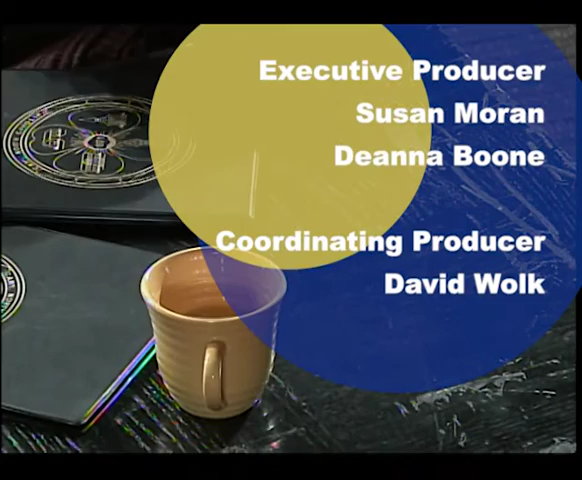 Executive Producer
Susan Moran
Deanna Boone
Coordinating Producer
David Wolk